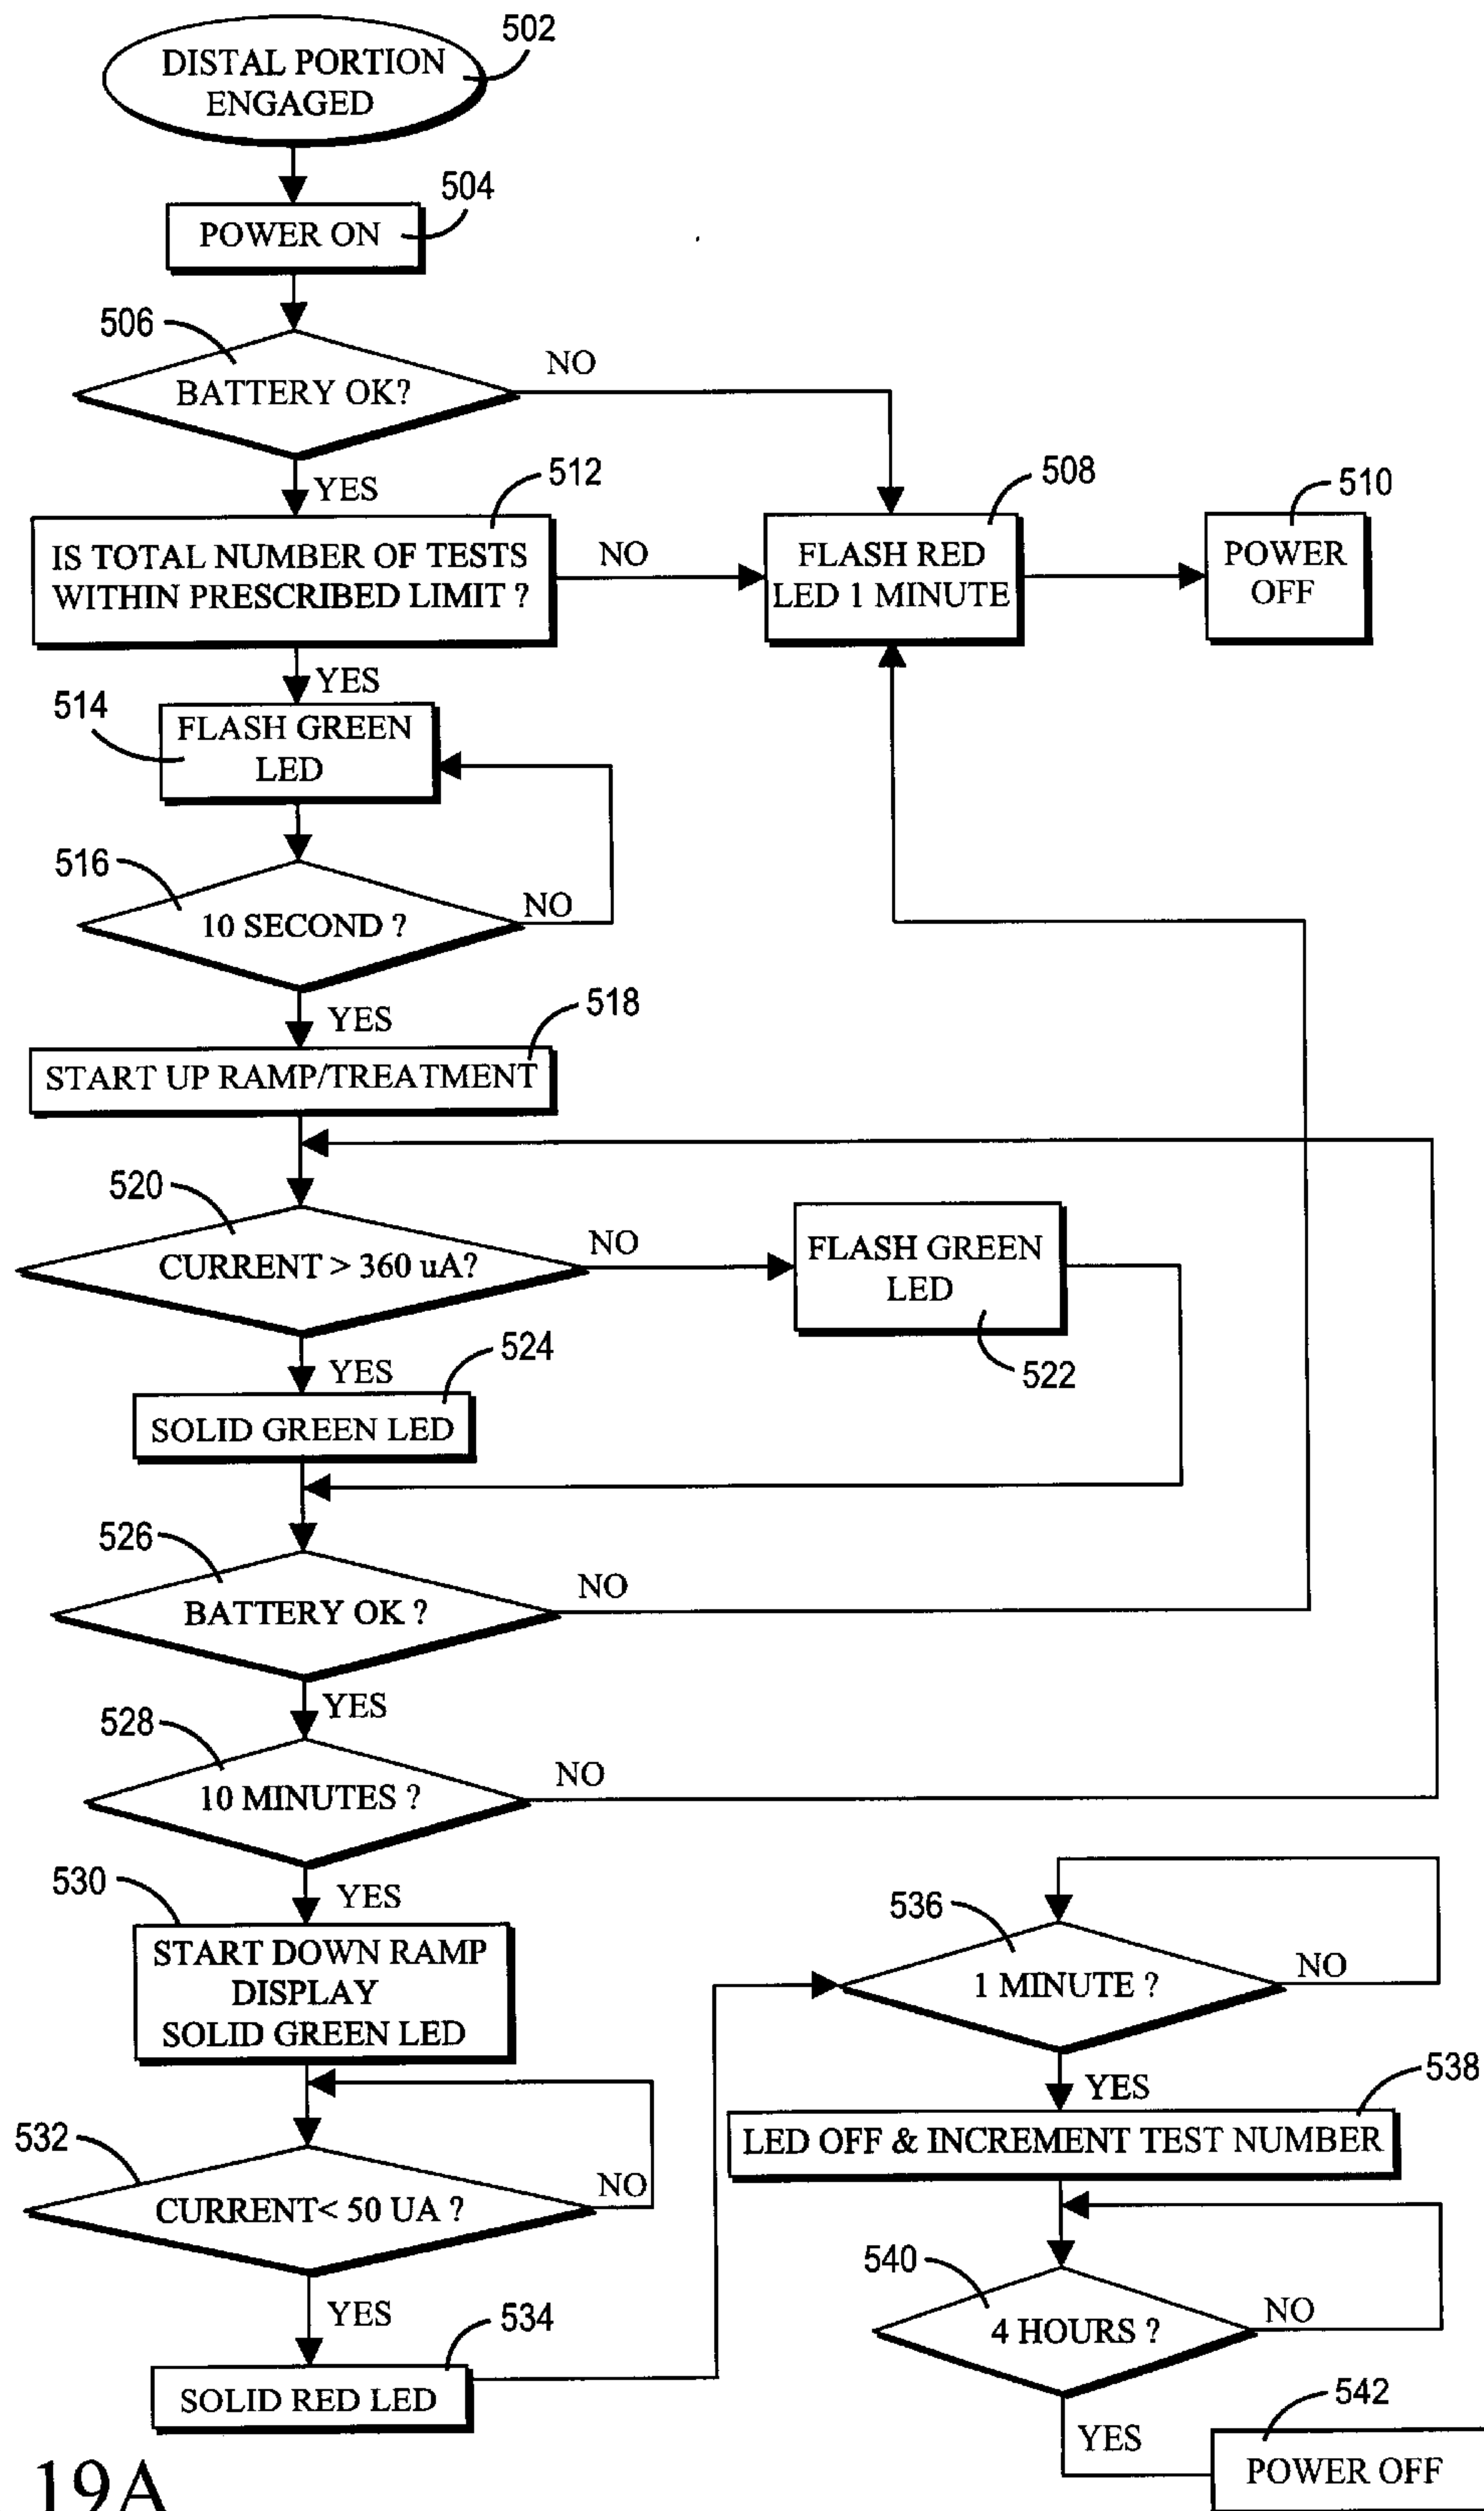 502
DISTAL PORTION
ENGAGED
504
POWER ON
506
BATTERY OK?
NO
YES
512
508
510
IS TOTAL NUMBER OF TESTS
WITHIN PRESCRIBED LIMIT ?
NO
FLASH RED
LED 1 MINUTE
POWER
OFF
YES
514
FLASH GREEN
LED
516
10 SECOND ?
NO
YES
518
START UP RAMP/TREATMENT
520
CURRENT > 360 uA?
NO
FLASH GREEN
LED
522
YES
524
SOLID GREEN LED
526
BATTERY OK ?
NO
YES
528
10 MINUTES ?
NO
YES
530
START DOWN RAMP
DISPLAY
SOLID GREEN LED
532
CURRENT< 50 UA ?
NO
YES
534
SOLID RED LED
536
1 MINUTE ?
NO
YES
538
LED OFF & INCREMENT TEST NUMBER
540
4 HOURS ?
NO
YES
542
POWER OFF
19A